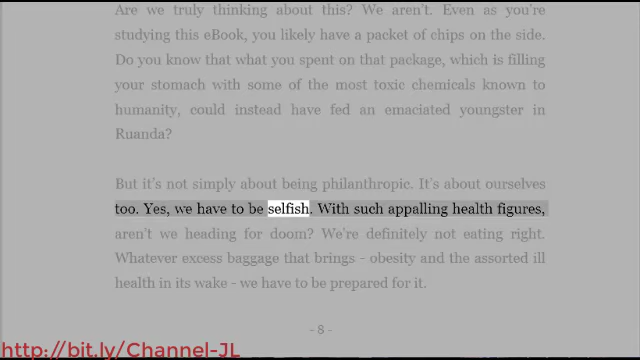 Are we truly thinking about this? We aren't. Even as you're
studying this eBook, you likely have a packet of chips on the side.
Do you know that what you spent on that package, which is filling
your stomach with some of the most toxic chemicals known to
humanity, could instead have fed an emaciated youngster in
Ruanda?
But it's not simply about being philanthropic. It's about ourselves
too. Yes, we have to be selfish. With such appalling health figures,
aren't we heading for doom? We're definitely not eating right.
Whatever excess baggage that brings - obesity and the assorted ill
health in its wake - we have to be prepared for it.
- 8 -
http://bit.ly/Channel-JL